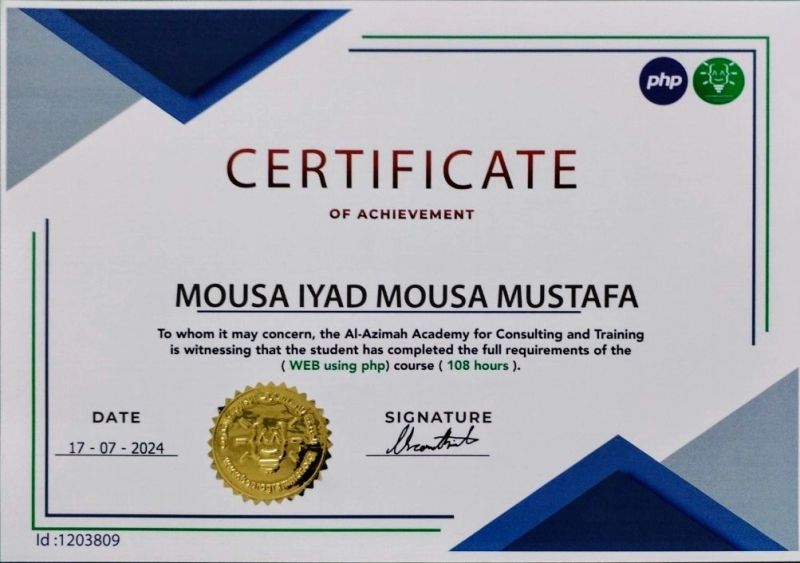 php
CERTIFICATE
OF ACHIEVEMENT
MOUSA IYAD MOUSA MUSTAFA
To whom it may concern, the Al-Azimah Academy for Consulting and Training
is witnessing that the student has completed the full requirements of the
( WEB using php) course ( 108 hours ).
DATE
SIGNATURE
17 - 07 - 2024
Id :1203809